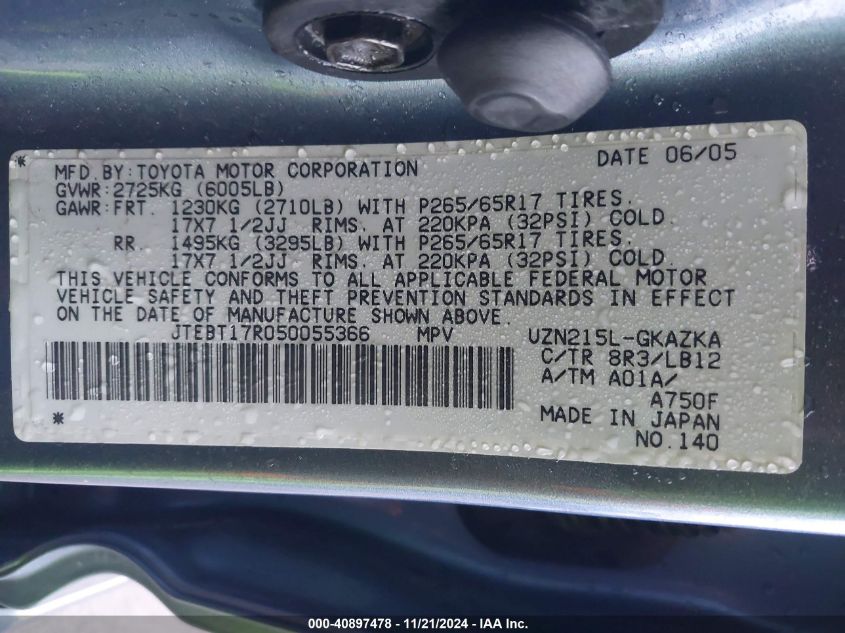 DATE 06/05
MFD.BY:TOYOTA MOTOR CORPORATION
GVWR:2725KG (6005LB)
GAWR:FRT. 1230KG (2710LB) WITH P265/65R17 TIRES.
17X7 1/2JJ RIMS. AT 220KPA (32PSI) COLD.
RR. 1495KG (3295LB) WITH P265/65R17 TIRES.
17X7 1/2JJ RIMS. AT 220KPA (32PSI) COLD.
THIS VEHICLE CONFORMS TO ALL APPLICABLE FEDERAL MOTOR
VEHICLE SAFETY AND THEFT PREVENTION STANDARDS IN EFFECT
ON THE DATE OF MANUFACTURE SHOWN ABOVE.
JTEBT17R050055366 MPV UZN215L-GKAZKA
C/TR 8R3/LB12
A/TM A01A/
A750F
MADE IN JAPAN
NO.140
000-40897478 - 11/21/2024 - IAA Inc.